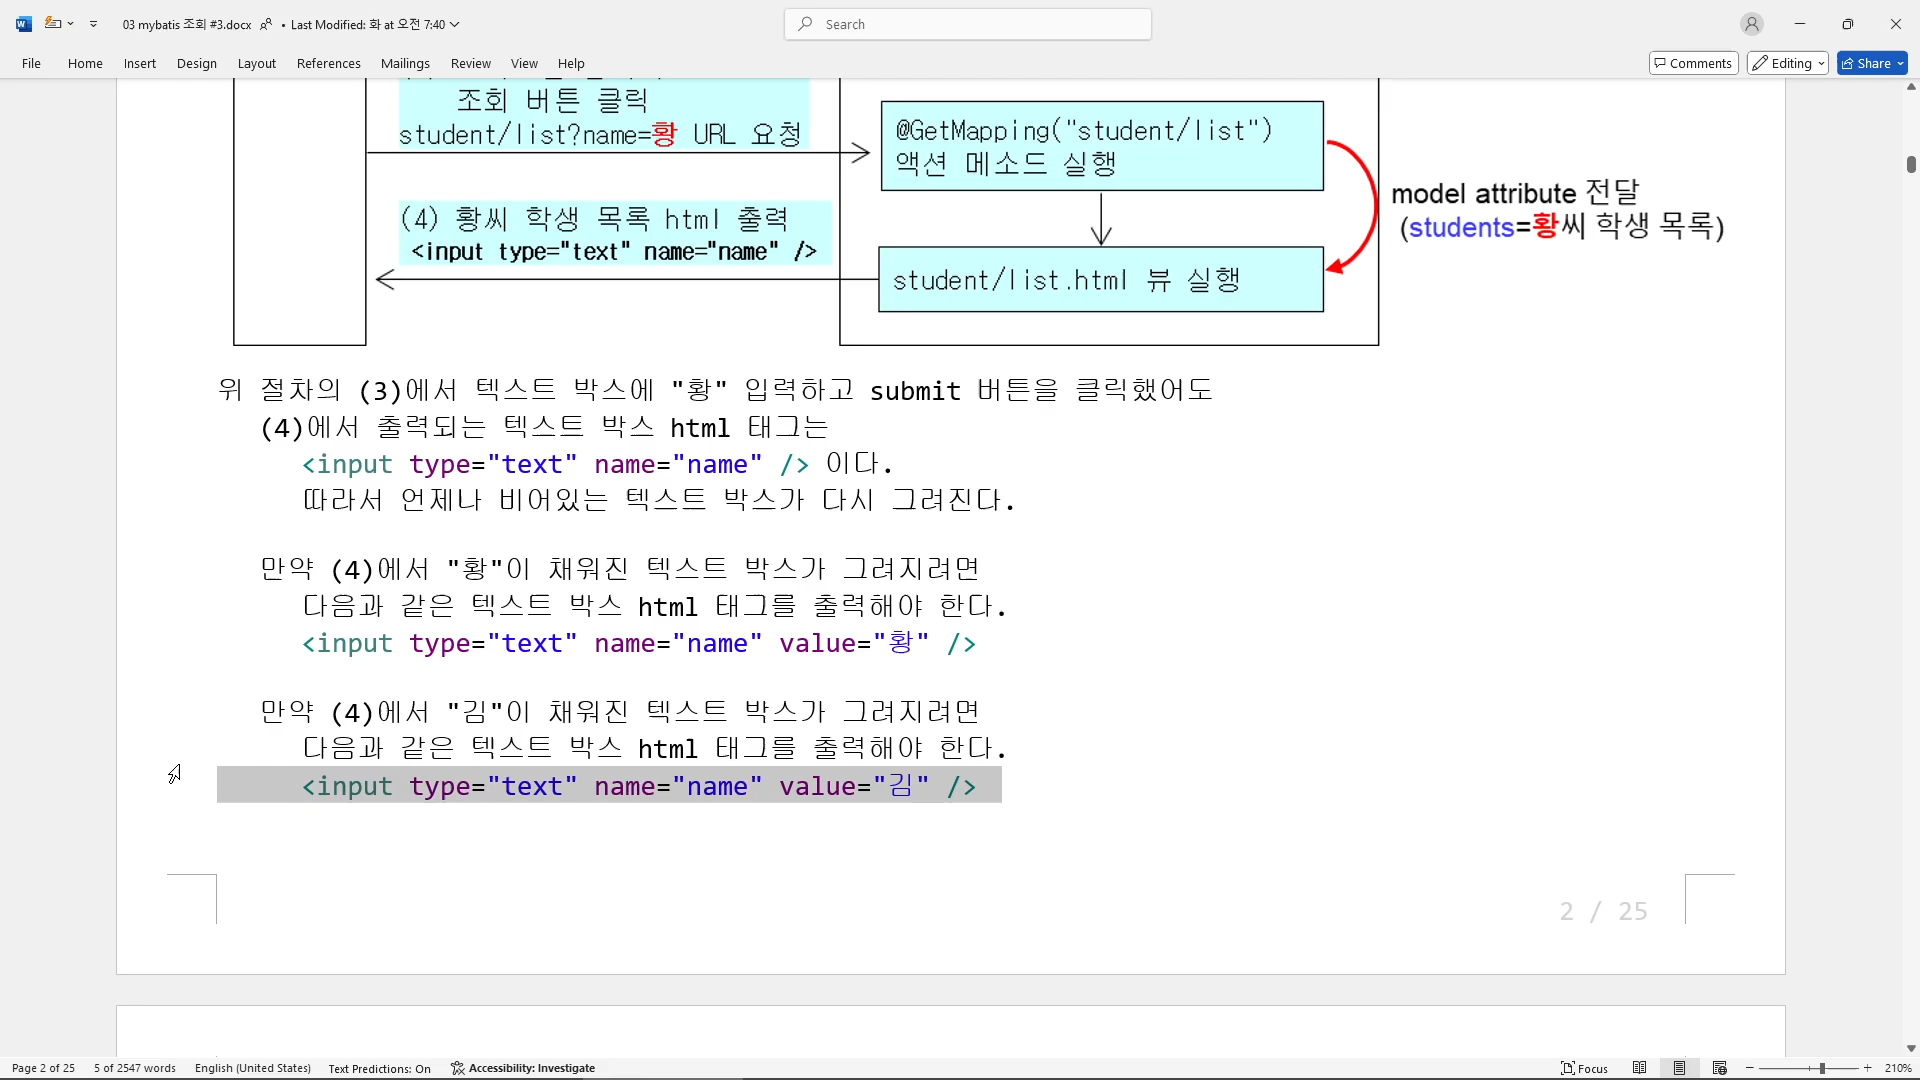 03 mybatis 조회 #3.docx • Last Modified: 화 at 오전 7:40
Search
File Home Insert Design Layout References Mailings Review View Help
Comments Editing Share
조회 버튼 클릭
student/list?name=황 URL 요청
@GetMapping("student/list")
액션 메소드 실행
model attribute 전달
(students=황씨 학생 목록)
(4) 황씨 학생 목록 html 출력
<input type="text" name="name" />
student/list.html 뷰 실행
위 절차의 (3)에서 텍스트 박스에 "황" 입력하고 submit 버튼을 클릭했어도
(4)에서 출력되는 텍스트 박스 html 태그는
<input type="text" name="name" /> 이다.
따라서 언제나 비어있는 텍스트 박스가 다시 그려진다.
만약 (4)에서 "황"이 채워진 텍스트 박스가 그려지려면
다음과 같은 텍스트 박스 html 태그를 출력해야 한다.
<input type="text" name="name" value="황" />
만약 (4)에서 "김"이 채워진 텍스트 박스가 그려지려면
다음과 같은 텍스트 박스 html 태그를 출력해야 한다.
<input type="text" name="name" value="김" />
2 / 25
Page 2 of 25 5 of 2547 words English (United States) Text Predictions: On Accessibility: Investigate Focus 210%